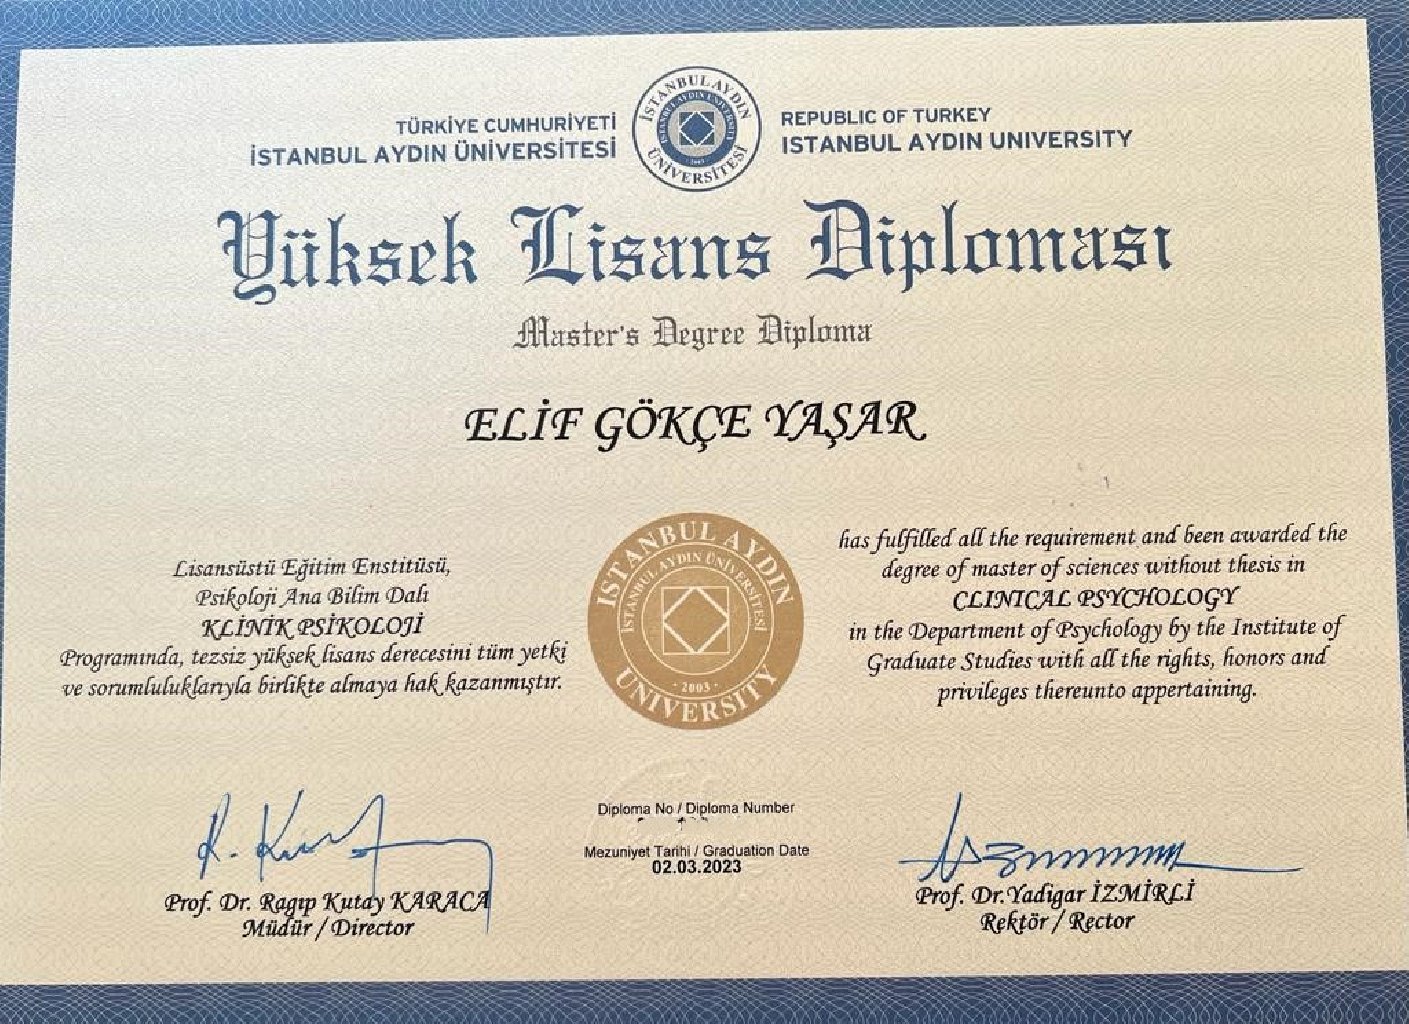 TÜRKİYE CUMHURİYETİ
İSTANBUL AYDIN ÜNİVERSİTESİ
İSTANBUL AYDIN
ÜNİVERSİTESİ
REPUBLIC OF TURKEY
ISTANBUL AYDIN UNIVERSITY
Yüksek Lisans Diploması
Master's Degree Diploma
ELİF GÖKÇE YAŞAR
Lisansüstü Eğitim Enstitüsü,
Psikoloji Ana Bilim Dalı
KLİNİK PSİKOLOJİ
Programında, tezsiz yüksek lisans derecesini tüm yetki
ve sorumluluklarıyla birlikte almaya hak kazanmıştır.
ISTANBUL AYDIN
İSTANBUL AYDIN ÜNİVERSİTESİ
· 2003 ·
UNIVERSITY
has fulfilled all the requirement and been awarded the
degree of master of sciences without thesis in
CLINICAL PSYCHOLOGY
in the Department of Psychology by the Institute of
Graduate Studies with all the rights, honors and
privileges thereunto appertaining.
Diploma No / Diploma Number
Mezuniyet Tarihi / Graduation Date
02.03.2023
Prof. Dr. Ragıp Kutay KARACA
Müdür / Director
Prof. Dr.Yadigar İZMİRLİ
Rektör / Rector